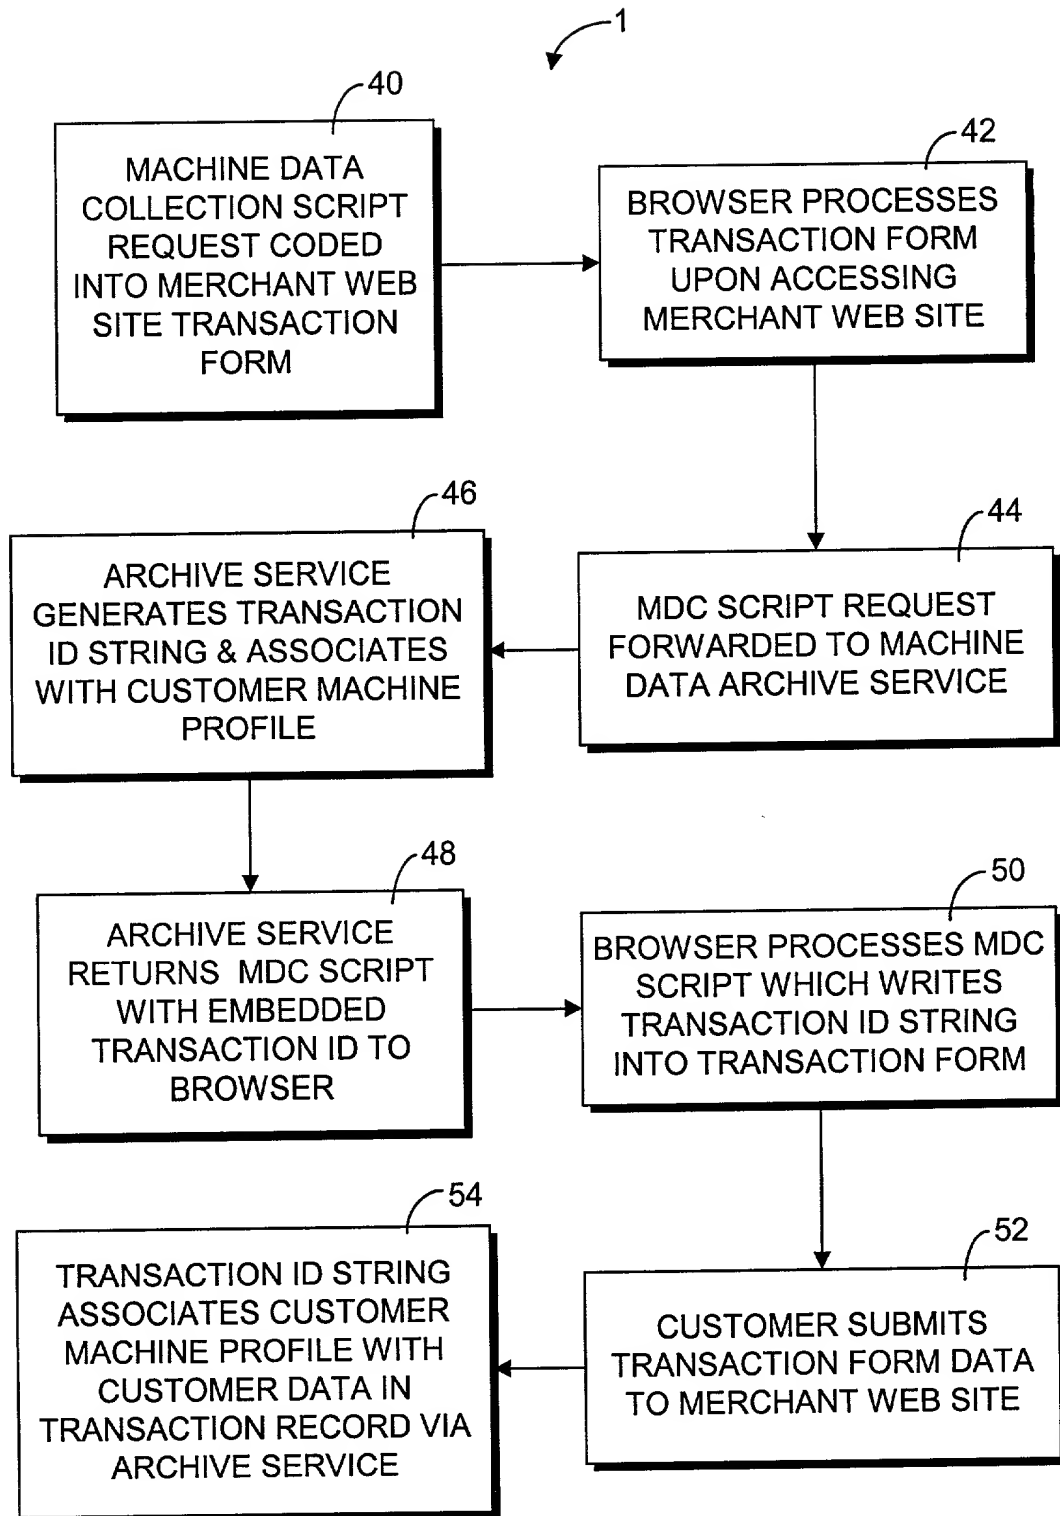 1
40
MACHINE DATA
COLLECTION SCRIPT
REQUEST CODED
INTO MERCHANT WEB
SITE TRANSACTION
FORM
42
BROWSER PROCESSES
TRANSACTION FORM
UPON ACCESSING
MERCHANT WEB SITE
44
MDC SCRIPT REQUEST
FORWARDED TO MACHINE
DATA ARCHIVE SERVICE
46
ARCHIVE SERVICE
GENERATES TRANSACTION
ID STRING & ASSOCIATES
WITH CUSTOMER MACHINE
PROFILE
48
ARCHIVE SERVICE
RETURNS MDC SCRIPT
WITH EMBEDDED
TRANSACTION ID TO
BROWSER
50
BROWSER PROCESSES MDC
SCRIPT WHICH WRITES
TRANSACTION ID STRING
INTO TRANSACTION FORM
52
CUSTOMER SUBMITS
TRANSACTION FORM DATA
TO MERCHANT WEB SITE
54
TRANSACTION ID STRING
ASSOCIATES CUSTOMER
MACHINE PROFILE WITH
CUSTOMER DATA IN
TRANSACTION RECORD VIA
ARCHIVE SERVICE